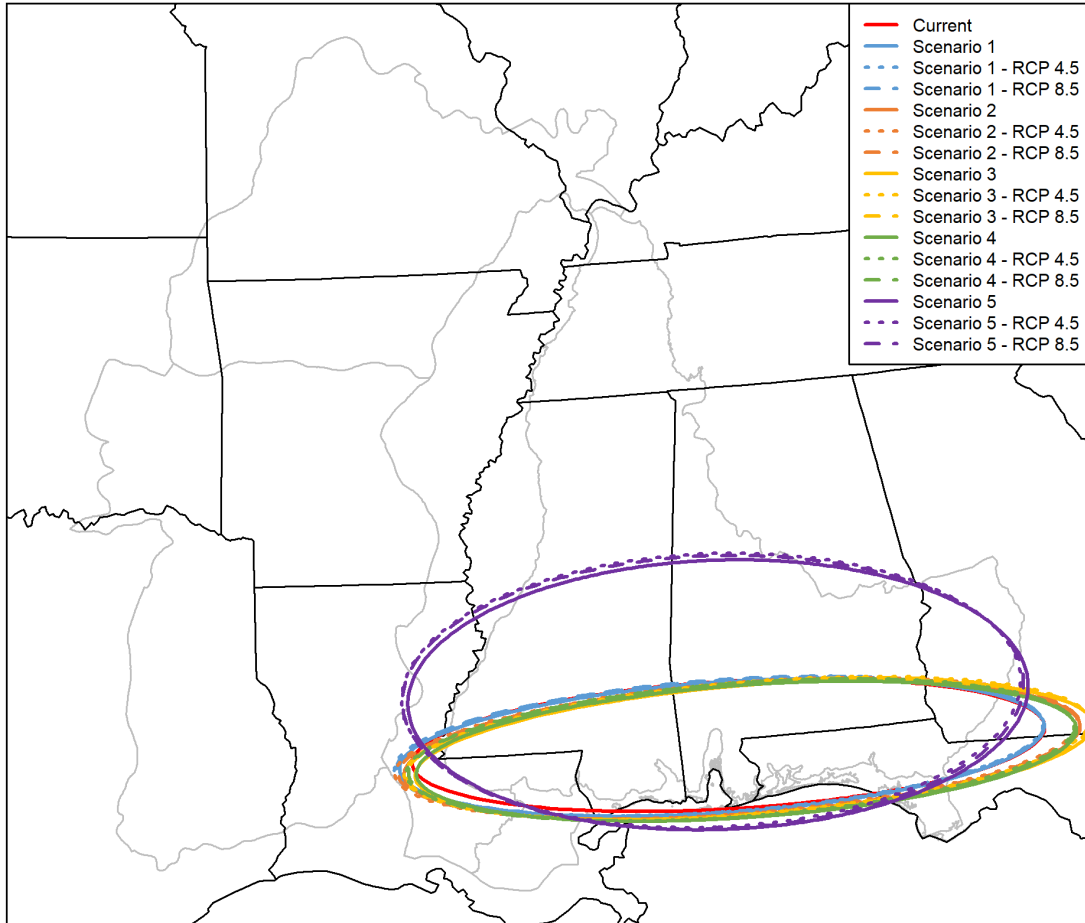 Current
Scenario 1
Scenario 1 - RCP 4.5
Scenario 1 - RCP 8.5
Scenario 2
Scenario 2 - RCP 4.5
Scenario 2 - RCP 8.5
Scenario 3
Scenario 3 - RCP 4.5
Scenario 3 - RCP 8.5
Scenario 4
Scenario 4 - RCP 4.5
Scenario 4 - RCP 8.5
Scenario 5
Scenario 5 - RCP 4.5
Scenario 5 - RCP 8.5